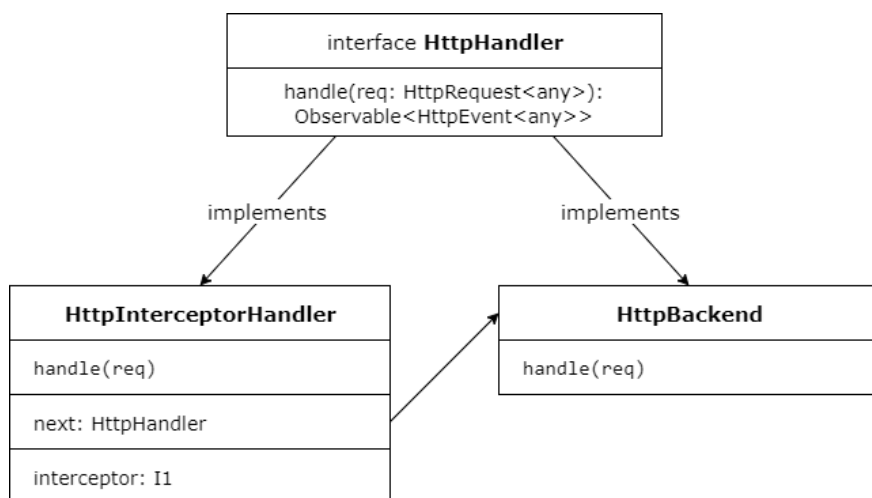 interface HttpHandler
handle(req: HttpRequest<any>):
Observable<HttpEvent<any>>
implements
implements
HttpInterceptorHandler
handle(req)
next: HttpHandler
interceptor: I1
HttpBackend
handle(req)